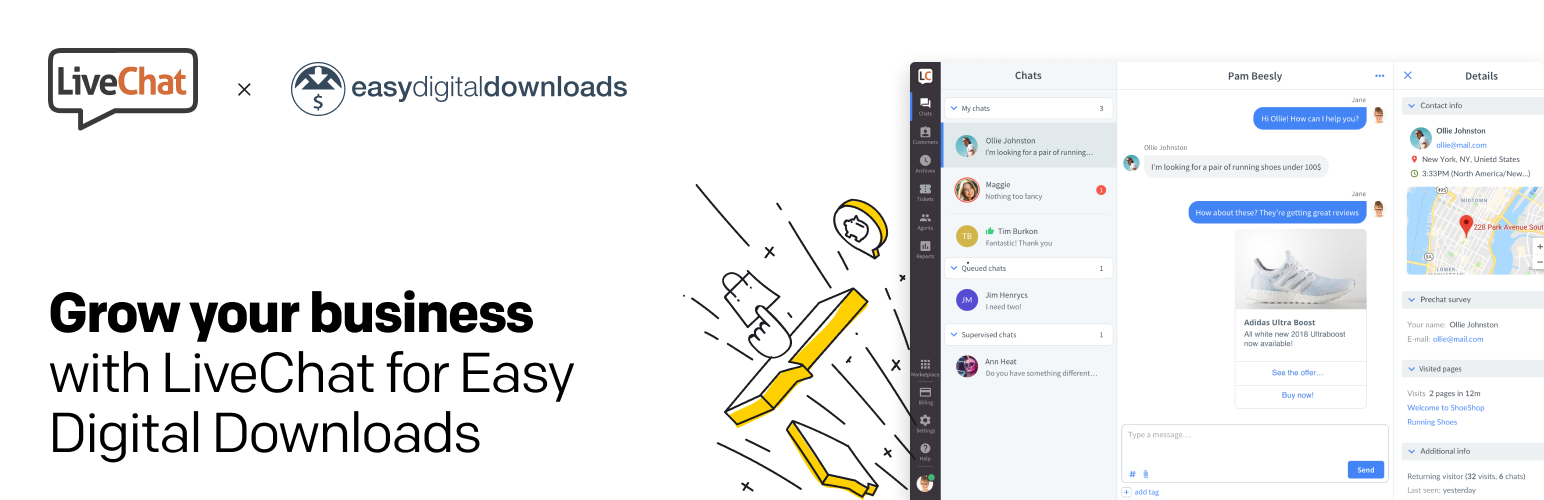 LiveChat
×
easydigitaldownloads
$
Grow your business
with LiveChat for Easy
Digital Downloads
LC
Chats
Customers
Archives
Tickets
Agents
Reports
Marketplace
Billing
Settings
Help
Chats
My chats 3
Ollie Johnston
I'm looking for a pair of running…
Maggie
Nothing too fancy
1
TB
Tim Burkon
Fantastic! Thank you
Queued chats 1
JM
Jim Henrycs
I need two!
Supervised chats 1
Ann Heat
Do you have something different…
Pam Beesly
Jane
Hi Ollie! How can I help you?
Ollie Johnston
I'm looking for a pair of running shoes under 100$
Jane
How about these? They're getting great reviews
Adidas Ultra Boost
All white new 2018 Ultraboost
now available!
See the offer…
Buy now!
Type a message…
#
Send
+ add tag
Details
Contact info
Ollie Johnston
ollie@mail.com
New York, NY, Unietd States
3:33PM (North America/New...)
495
MIDTOWN
228 Park Avenue Sout
9A
LOWER
+
−
Prechat survey
Your name: Ollie Johnston
E-mail: ollie@mail.com
Visited pages
Visits 2 pages in 12m
Welcome to ShoeShop
Running Shoes
Additional info
Returning visitor (32 visits, 6 chats)
Last seen: yesterday